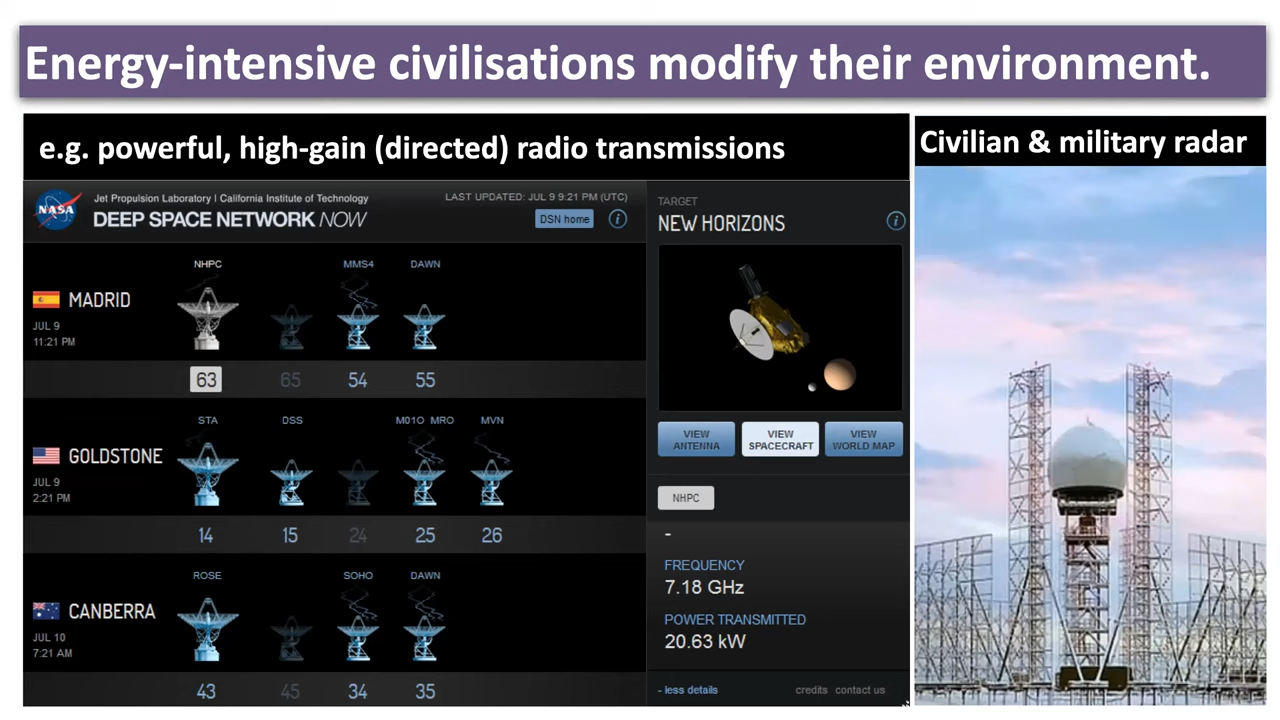 Energy-intensive civilisations modify their environment.
e.g. powerful, high-gain (directed) radio transmissions
Civilian & military radar
NASA
Jet Propulsion Laboratory | California Institute of Technology
DEEP SPACE NETWORK NOW
LAST UPDATED: JUL 9 9:21 PM (UTC)
DSN home
i
TARGET
NEW HORIZONS
i
NHPC
MMS4
DAWN
MADRID
JUL 9
11:21 PM
63
65
54
55
STA
DSS
M01O MRO
MVN
GOLDSTONE
JUL 9
2:21 PM
14
15
24
25
26
ROSE
SOHO
DAWN
CANBERRA
JUL 10
7:21 AM
43
45
34
35
VIEW
ANTENNA
VIEW
SPACECRAFT
VIEW
WORLD MAP
NHPC
-
FREQUENCY
7.18 GHz
POWER TRANSMITTED
20.63 kW
- less details
credits contact us